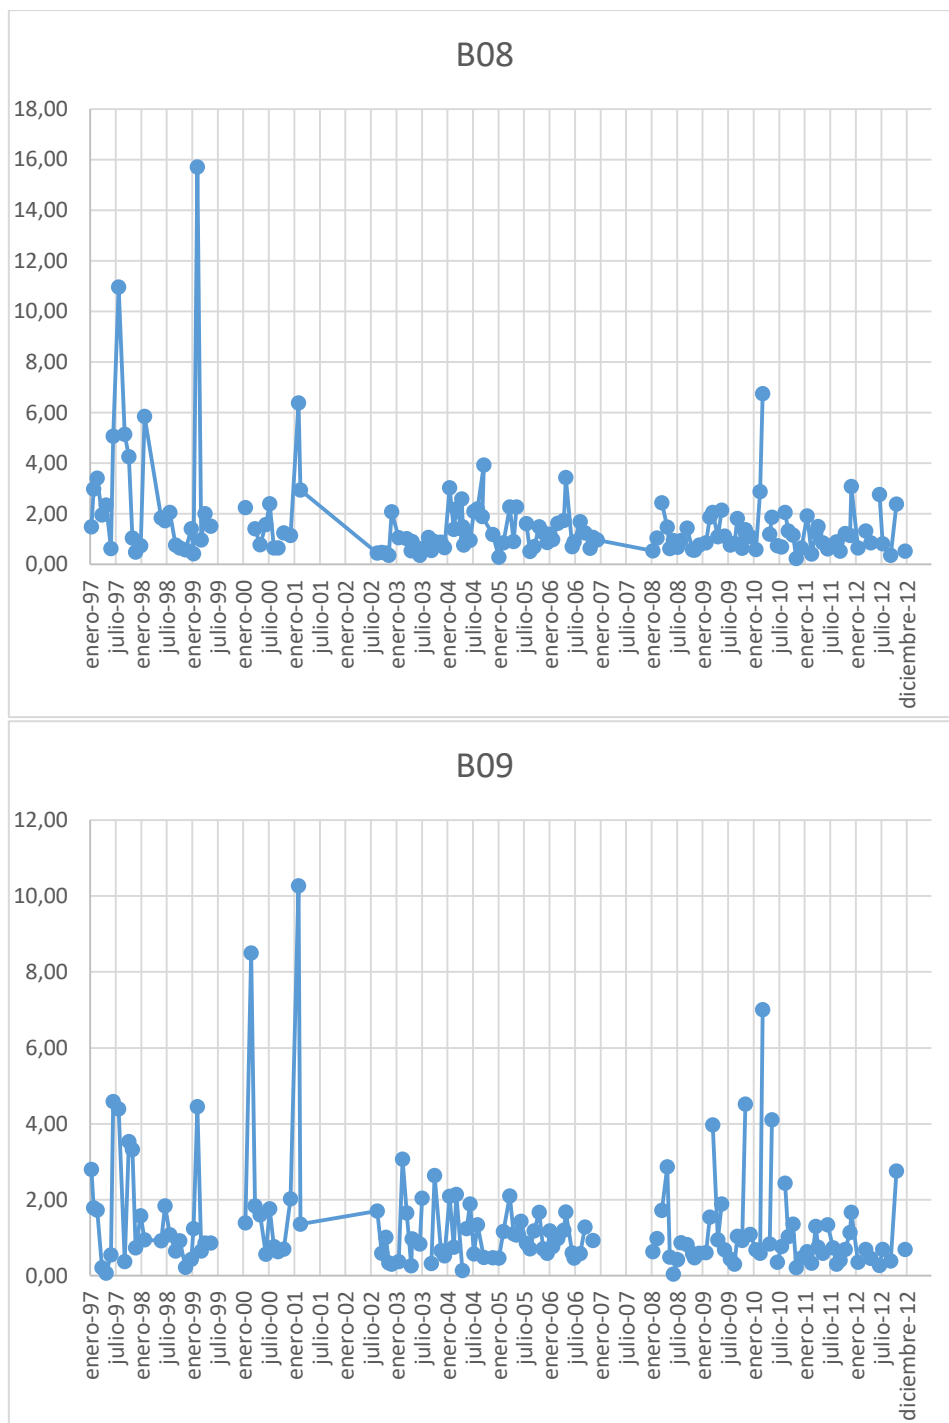 B08
18,00
16,00
14,00
12,00
10,00
8,00
6,00
4,00
2,00
0,00
enero-97
julio-97
enero-98
julio-98
enero-99
julio-99
enero-00
julio-00
enero-01
julio-01
enero-02
julio-02
enero-03
julio-03
enero-04
julio-04
enero-05
julio-05
enero-06
julio-06
enero-07
julio-07
enero-08
julio-08
enero-09
julio-09
enero-10
julio-10
enero-11
julio-11
enero-12
julio-12
diciembre-12
B09
12,00
10,00
8,00
6,00
4,00
2,00
0,00
enero-97
julio-97
enero-98
julio-98
enero-99
julio-99
enero-00
julio-00
enero-01
julio-01
enero-02
julio-02
enero-03
julio-03
enero-04
julio-04
enero-05
julio-05
enero-06
julio-06
enero-07
julio-07
enero-08
julio-08
enero-09
julio-09
enero-10
julio-10
enero-11
julio-11
enero-12
julio-12
diciembre-12